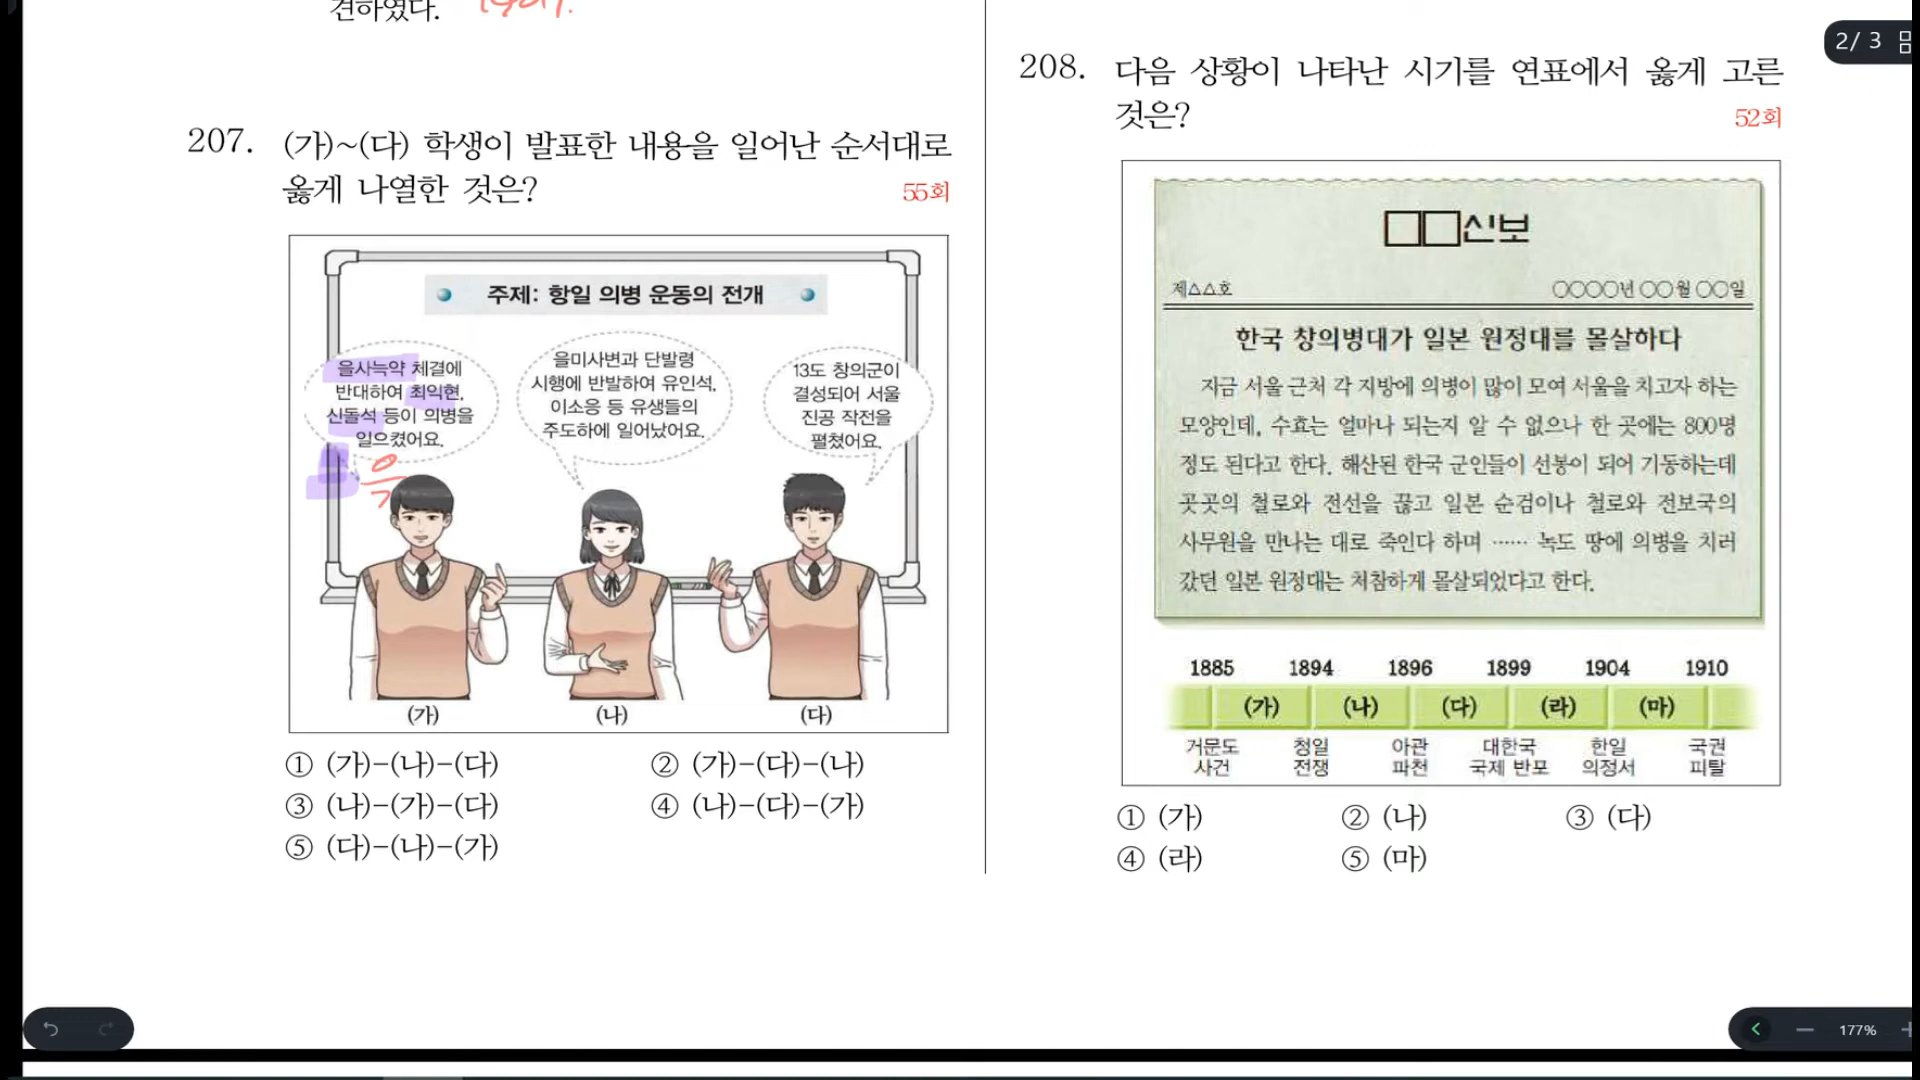 견하였다.
207. (가)~(다) 학생이 발표한 내용을 일어난 순서대로
옳게 나열한 것은?
55회
주제: 항일 의병 운동의 전개
을사늑약 체결에
반대하여 최익현,
신돌석 등이 의병을
일으켰어요.
을미사변과 단발령
시행에 반발하여 유인석,
이소응 등 유생들의
주도하에 일어났어요.
13도 창의군이
결성되어 서울
진공 작전을
펼쳤어요.
(가)
(나)
(다)
① (가)-(나)-(다)
② (가)-(다)-(나)
③ (나)-(가)-(다)
④ (나)-(다)-(가)
⑤ (다)-(나)-(가)
208. 다음 상황이 나타난 시기를 연표에서 옳게 고른
것은?
52회
□□신보
제△△호
○○○○년 ○○월 ○○일
한국 창의병대가 일본 원정대를 몰살하다
지금 서울 근처 각 지방에 의병이 많이 모여 서울을 치고자 하는
모양인데, 수효는 얼마나 되는지 알 수 없으나 한 곳에는 800명
정도 된다고 한다. 해산된 한국 군인들이 선봉이 되어 기동하는데
곳곳의 철로와 전선을 끊고 일본 순검이나 철로와 전보국의
사무원을 만나는 대로 죽인다 하며 …… 녹도 땅에 의병을 치러
갔던 일본 원정대는 처참하게 몰살되었다고 한다.
1885 1894 1896 1899 1904 1910
(가) (나) (다) (라) (마)
거문도 청일 아관 대한국 한일 국권
사건 전쟁 파천 국제 반포 의정서 피탈
① (가)
② (나)
③ (다)
④ (라)
⑤ (마)
2/ 3
177%